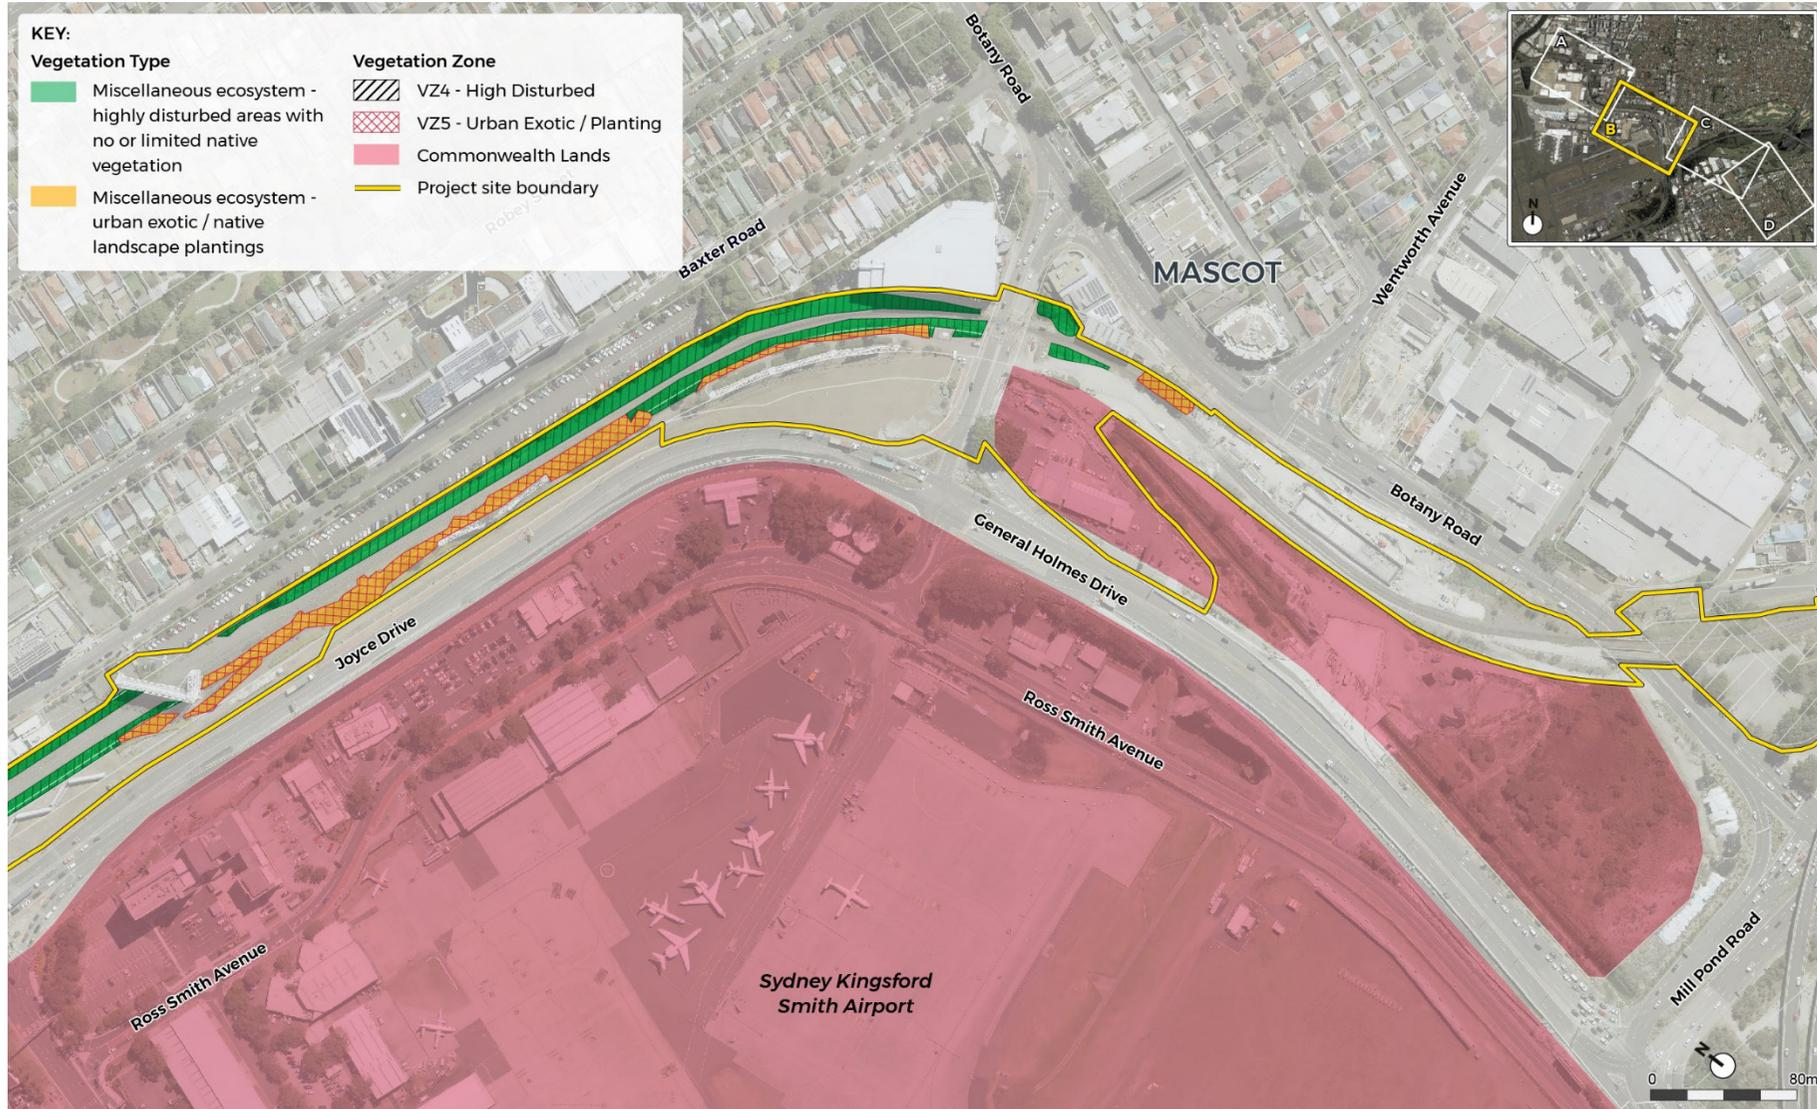 KEY:
Vegetation Type
Miscellaneous ecosystem -
highly disturbed areas with
no or limited native
vegetation
Miscellaneous ecosystem -
urban exotic / native
landscape plantings
Vegetation Zone
VZ4 - High Disturbed
VZ5 - Urban Exotic / Planting
Commonwealth Lands
Project site boundary
Botany Road
Robey Street
Baxter Road
MASCOT
Wentworth Avenue
A
B
C
D
N
Botany Road
General Holmes Drive
Joyce Drive
Ross Smith Avenue
Ross Smith Avenue
Sydney Kingsford
Smith Airport
Mill Pond Road
N
0 80m